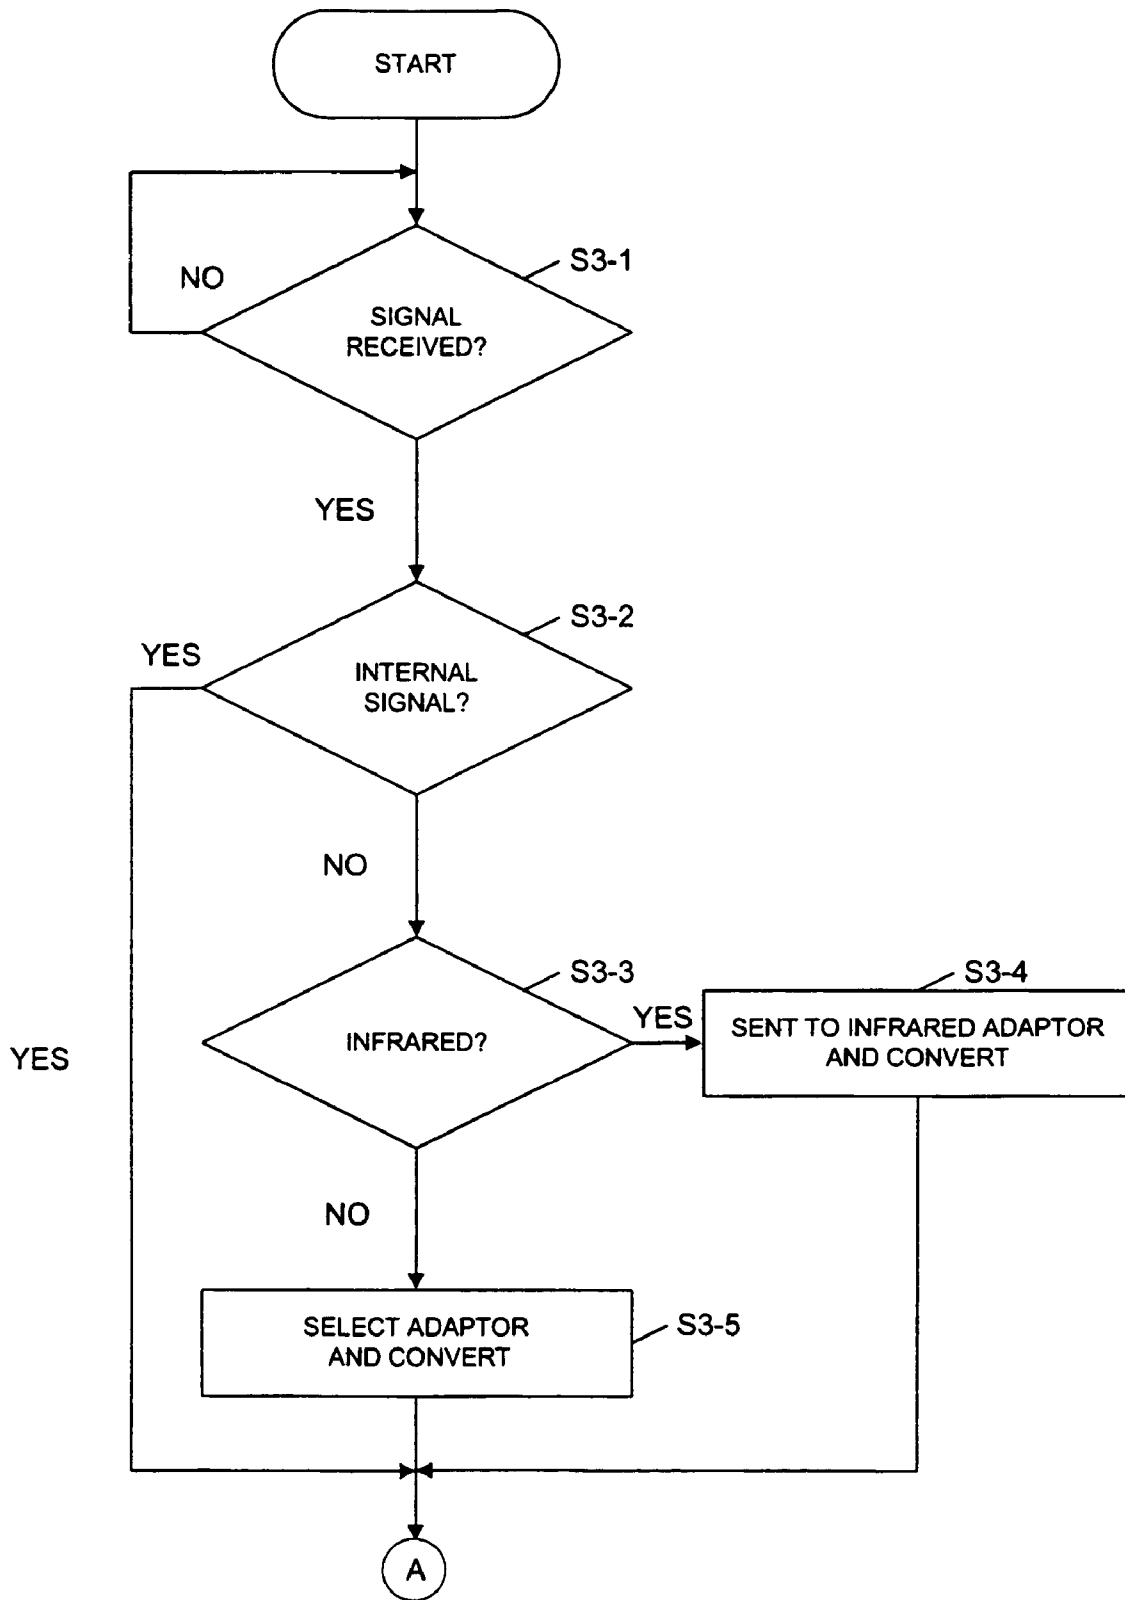 START
S3-1
NO
SIGNAL
RECEIVED?
YES
S3-2
YES
INTERNAL
SIGNAL?
NO
S3-3
S3-4
YES
INFRARED?
SENT TO INFRARED ADAPTOR
AND CONVERT
YES
NO
SELECT ADAPTOR
AND CONVERT
S3-5
A